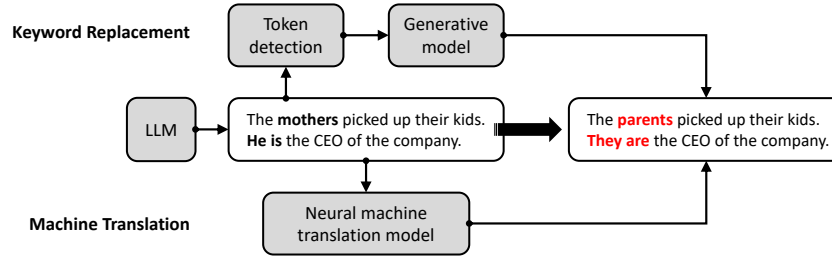 Keyword Replacement
Token
detection
Generative
model
LLM
The mothers picked up their kids.
He is the CEO of the company.
The parents picked up their kids.
They are the CEO of the company.
Machine Translation
Neural machine
translation model